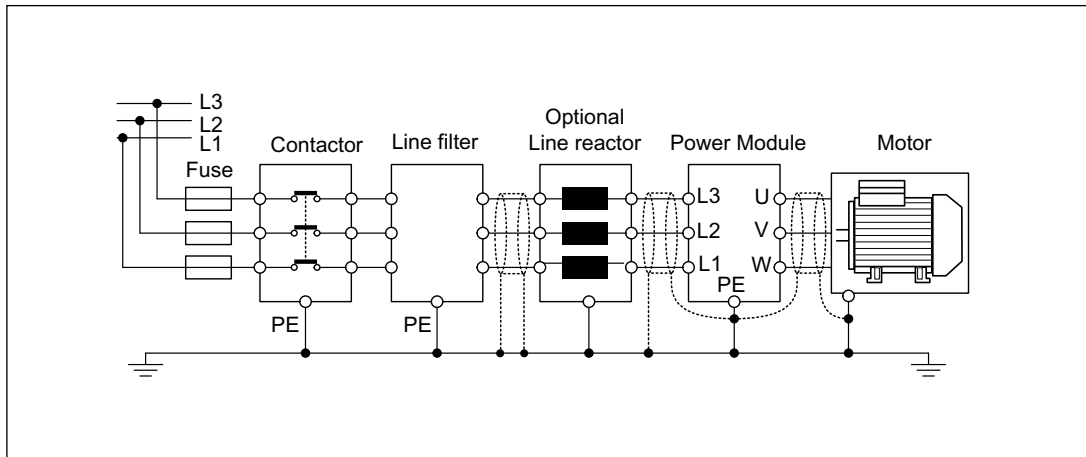 L3
L2
L1
Fuse
Contactor
Line filter
Optional
Line reactor
Power Module
Motor
L3
U
L2
V
L1
W
PE
PE
PE